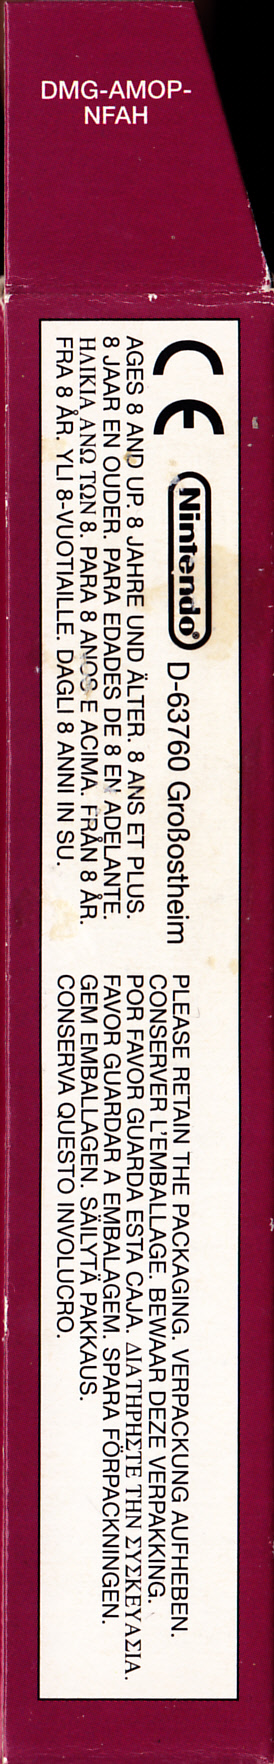 DMG-AMOP-
NFAH
CE
Nintendo® D-63760 Großostheim
AGES 8 AND UP. 8 JAHRE UND ÄLTER. 8 ANS ET PLUS.
8 JAAR EN OUDER. PARA EDADES DE 8 EN ADELANTE.
ΗΛΙΚΙΑ ΑΝΩ ΤΩΝ 8. PARA 8 ANOS E ACIMA. FRÅN 8 ÅR.
FRA 8 ÅR. YLI 8-VUOTIAILLE. DAGLI 8 ANNI IN SU.
PLEASE RETAIN THE PACKAGING. VERPACKUNG AUFHEBEN.
CONSERVER L'EMBALLAGE. BEWAAR DEZE VERPAKKING.
POR FAVOR GUARDA ESTA CAJA. ΔΙΑΤΗΡΗΣΤΕ ΤΗΝ ΣΥΣΚΕΥΑΣΙΑ.
FAVOR GUARDAR A EMBALAGEM. SPARA FÖRPACKNINGEN.
GEM EMBALLAGEN. SÄILYTÄ PAKKAUS.
CONSERVA QUESTO INVOLUCRO.